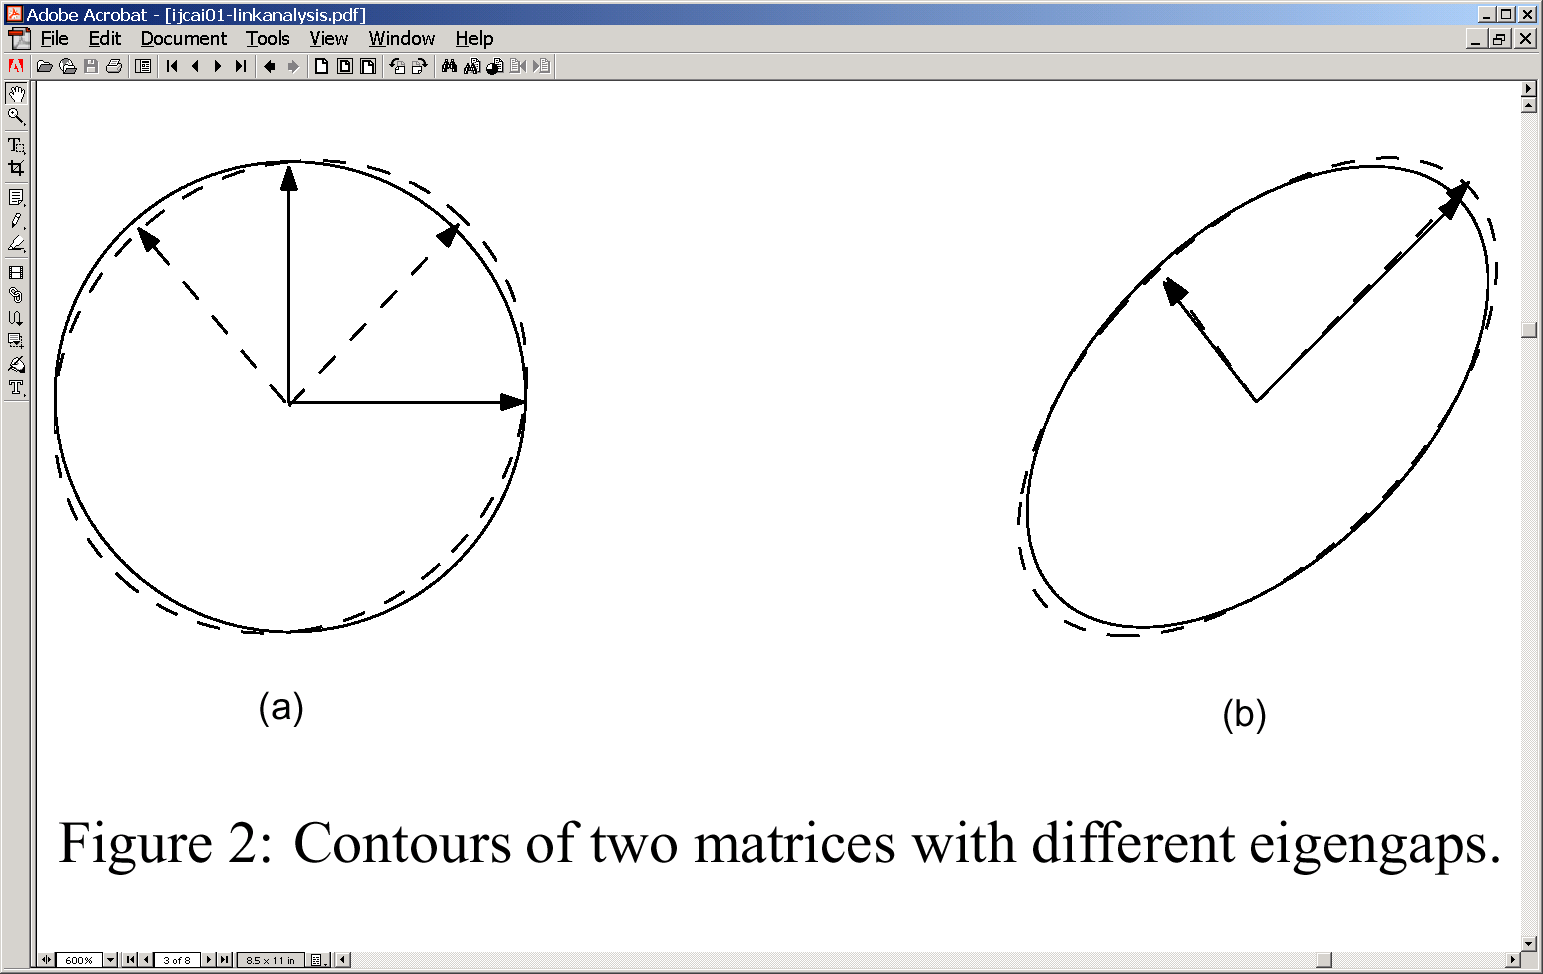 Adobe Acrobat - [ijcai01-linkanalysis.pdf]
File Edit Document Tools View Window Help
(a)
(b)
Figure 2: Contours of two matrices with different eigengaps.
600% 3 of 8 8.5 x 11 in